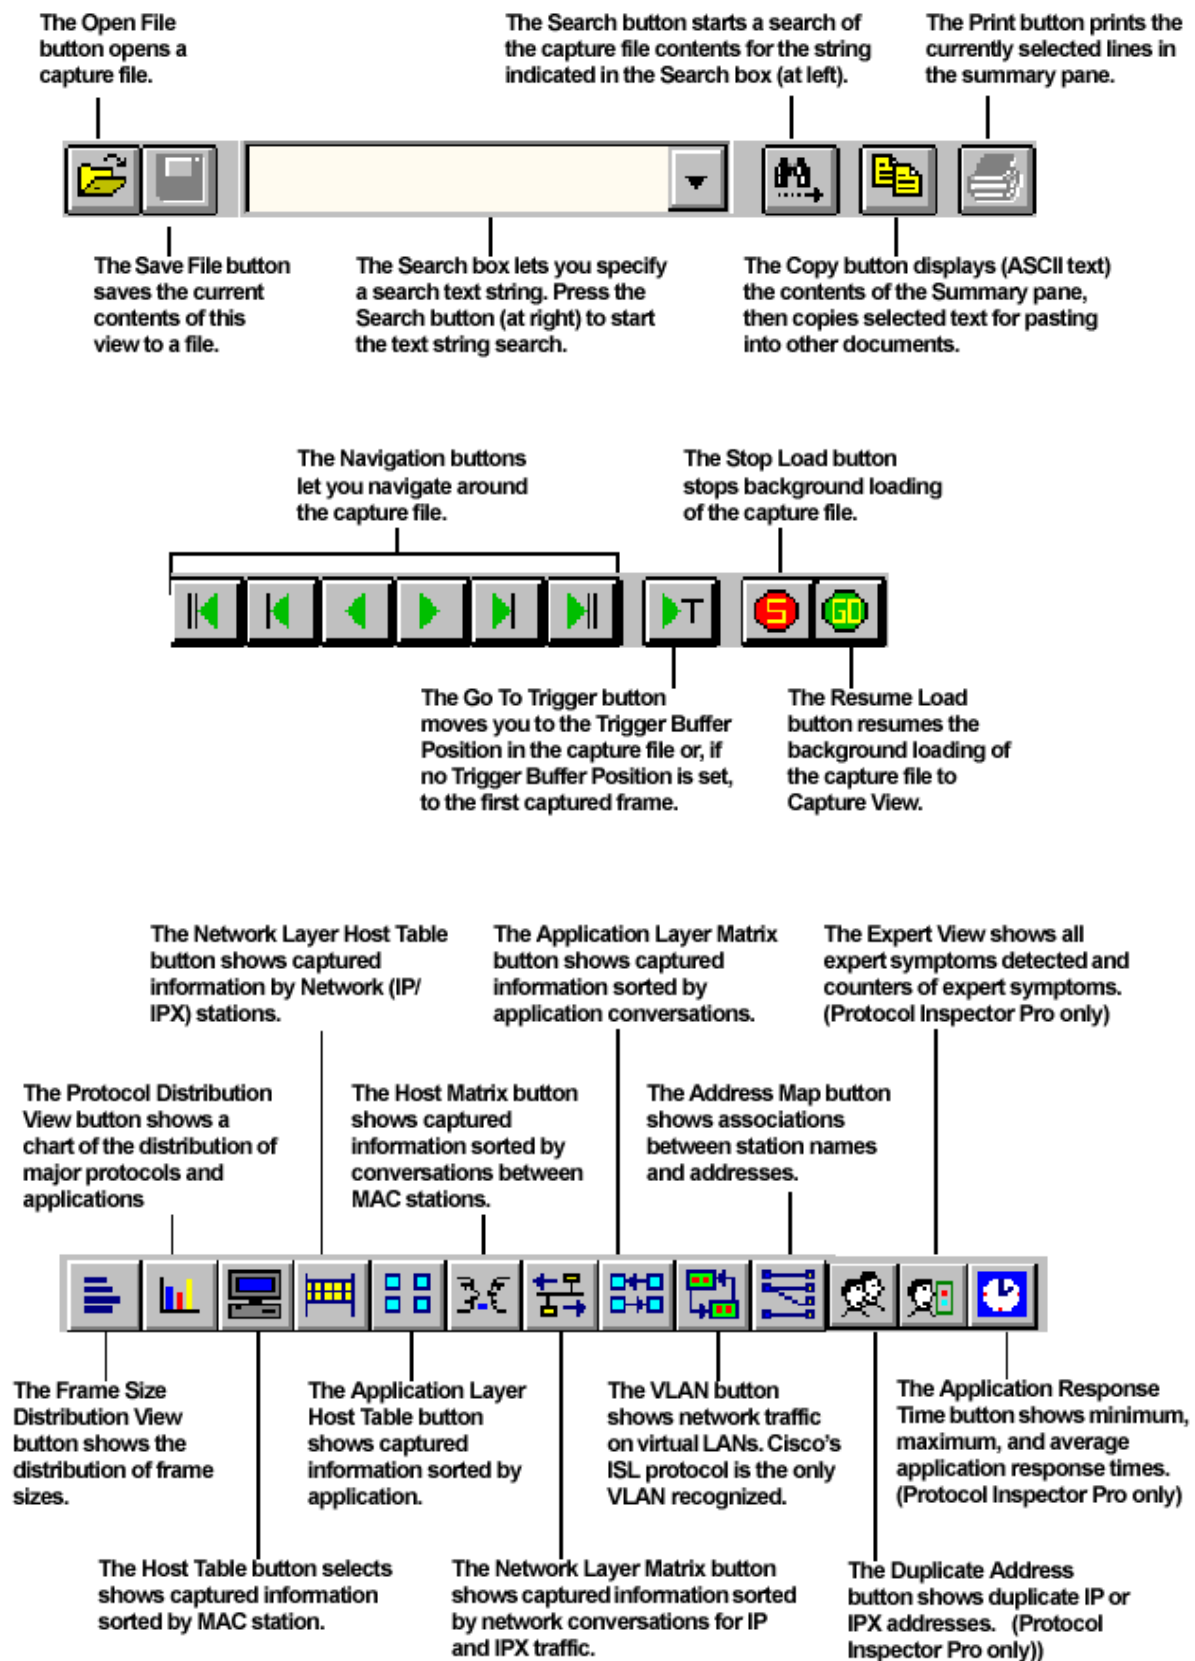 The Open File
button opens a
capture file.
The Search button starts a search of
the capture file contents for the string
indicated in the Search box (at left).
The Print button prints the
currently selected lines in
the summary pane.
The Save File button
saves the current
contents of this
view to a file.
The Search box lets you specify
a search text string. Press the
Search button (at right) to start
the text string search.
The Copy button displays (ASCII text)
the contents of the Summary pane,
then copies selected text for pasting
into other documents.
The Navigation buttons
let you navigate around
the capture file.
The Stop Load button
stops background loading
of the capture file.
T
S
GO
The Go To Trigger button
moves you to the Trigger Buffer
Position in the capture file or, if
no Trigger Buffer Position is set,
to the first captured frame.
The Resume Load
button resumes the
background loading of
the capture file to
Capture View.
The Network Layer Host Table
button shows captured
information by Network (IP/
IPX) stations.
The Application Layer Matrix
button shows captured
information sorted by
application conversations.
The Expert View shows all
expert symptoms detected and
counters of expert symptoms.
(Protocol Inspector Pro only)
The Protocol Distribution
View button shows a
chart of the distribution of
major protocols and
applications
The Host Matrix button
shows captured
information sorted by
conversations between
MAC stations.
The Address Map button
shows associations
between station names
and addresses.
The Frame Size
Distribution View
button shows the
distribution of frame
sizes.
The Application Layer
Host Table button
shows captured
information sorted by
application.
The VLAN button
shows network traffic
on virtual LANs. Cisco's
ISL protocol is the only
VLAN recognized.
The Application Response
Time button shows minimum,
maximum, and average
application response times.
(Protocol Inspector Pro only)
The Host Table button selects
shows captured information
sorted by MAC station.
The Network Layer Matrix button
shows captured information sorted
by network conversations for IP
and IPX traffic.
The Duplicate Address
button shows duplicate IP or
IPX addresses. (Protocol
Inspector Pro only))